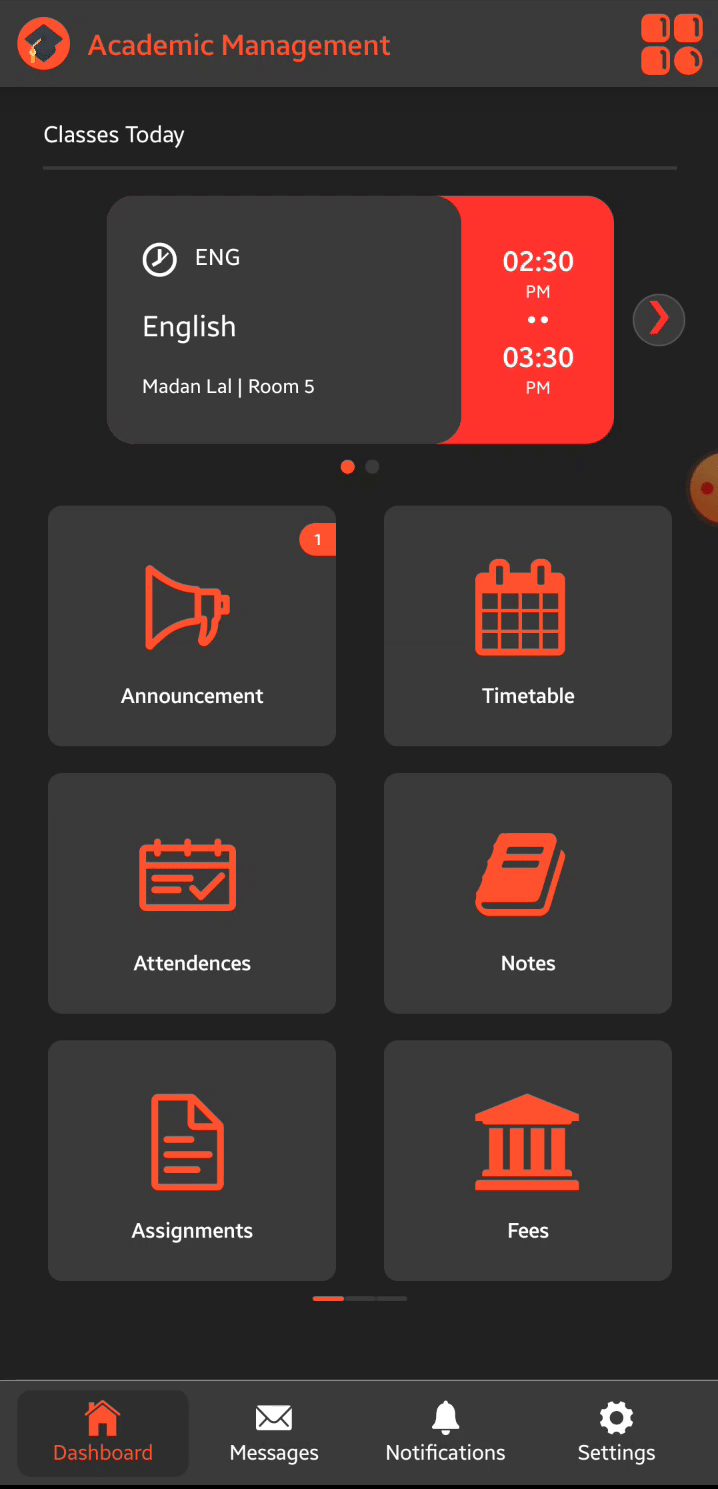 Academic Management
Classes Today
ENG
English
Madan Lal | Room 5
02:30
PM
03:30
PM
1
Announcement
Timetable
Attendences
Notes
Assignments
Fees
Dashboard
Messages
Notifications
Settings